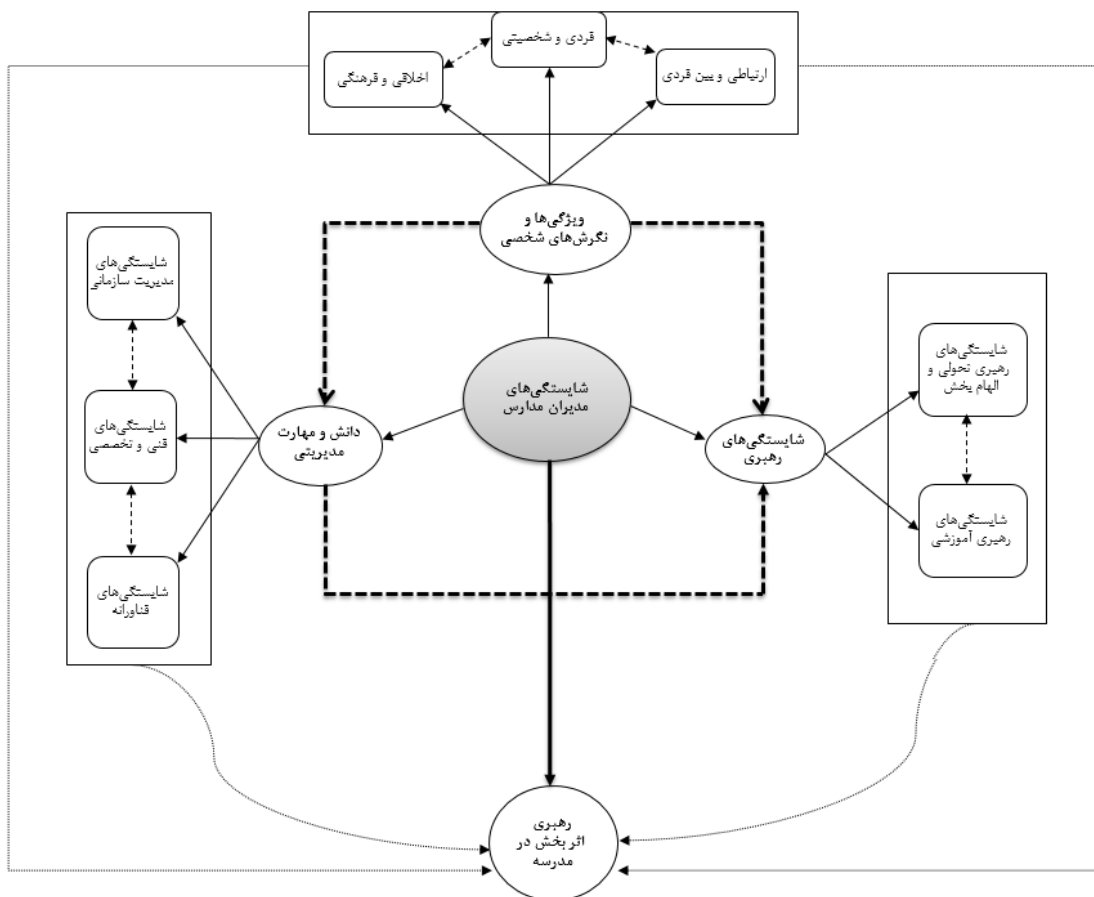 فردی و شخصیتی
اخلاقی و فرهنگی
ارتباطی و بین فردی
ویژگی‌ها و
نگرش‌های شخصی
شایستگی‌های
مدیریت سازمانی
شایستگی‌های
فنی و تخصصی
شایستگی‌های
فناورانه
دانش و مهارت
مدیریتی
شایستگی‌های
مدیران مدارس
شایستگی‌های
رهبری
شایستگی‌های
رهبری تحولی و
الهام بخش
شایستگی‌های
رهبری آموزشی
رهبری
اثر بخش در
مدرسه